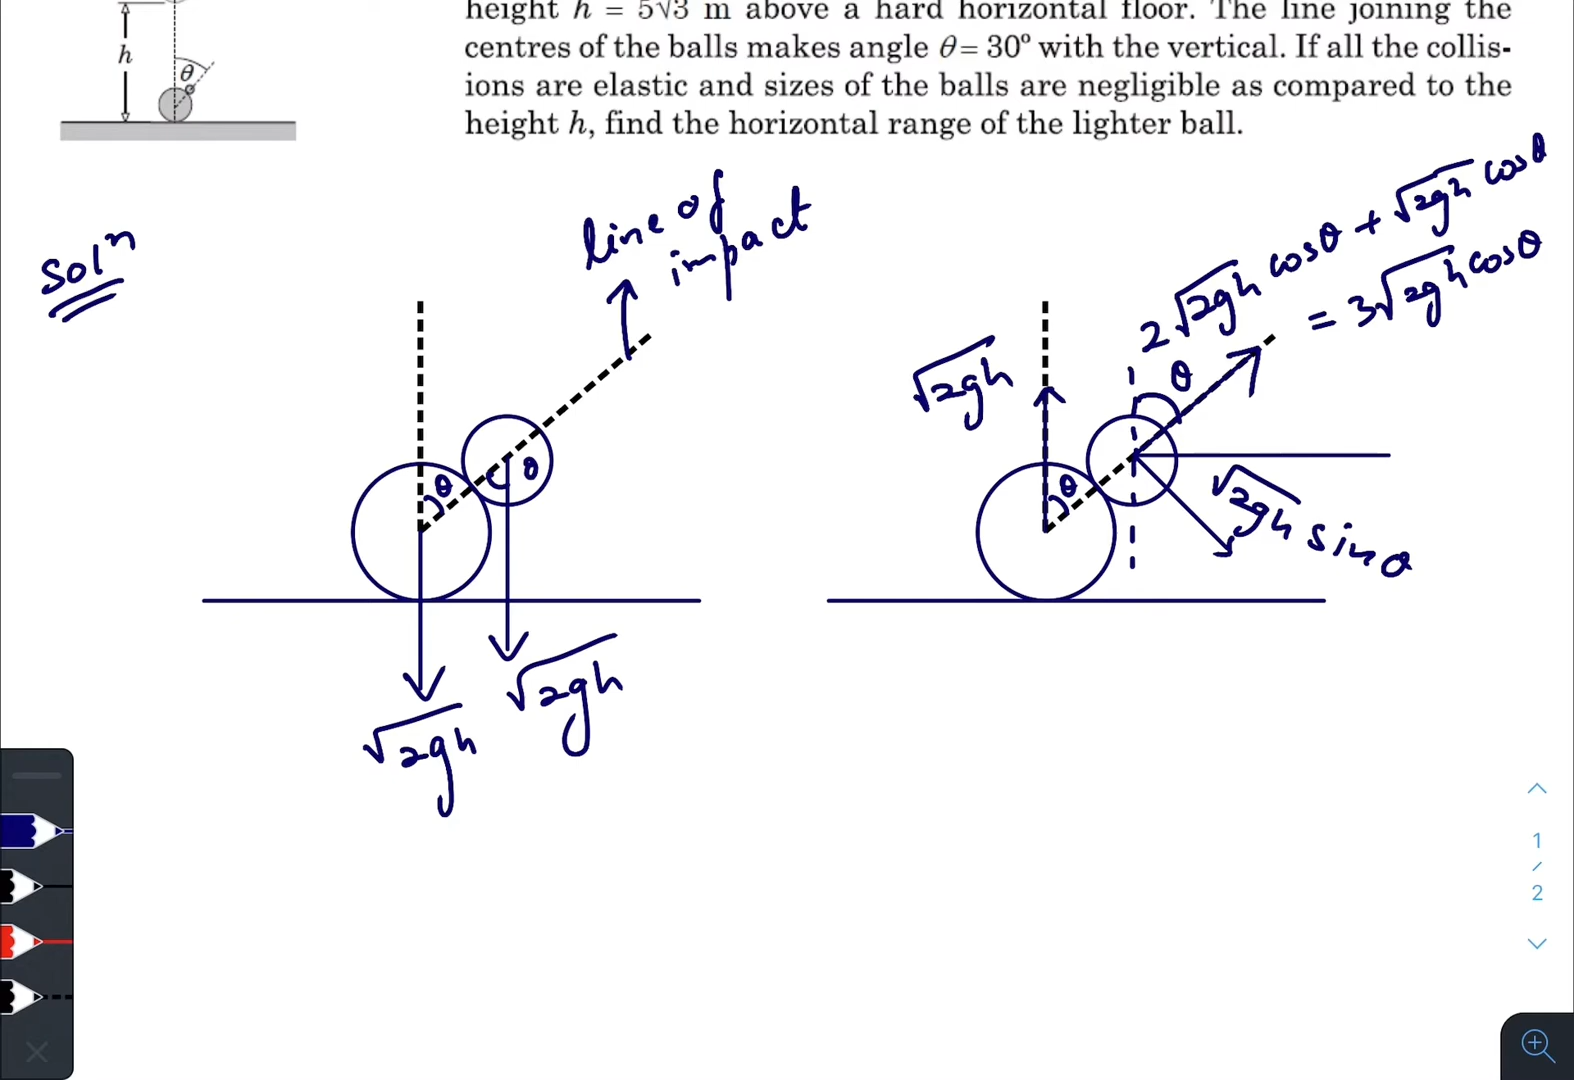 height h = 5√3 m above a hard horizontal floor. The line joining the
centres of the balls makes angle θ= 30º with the vertical. If all the collis-
ions are elastic and sizes of the balls are negligible as compared to the
height h, find the horizontal range of the lighter ball.
h
θ
Solⁿ
line of
impact
θ
θ
√2gh
√2gh
√2gh
2√2gh cosθ + √2gh cosθ
= 3√2gh cosθ
θ
θ
√2gh sinθ
1
/
2